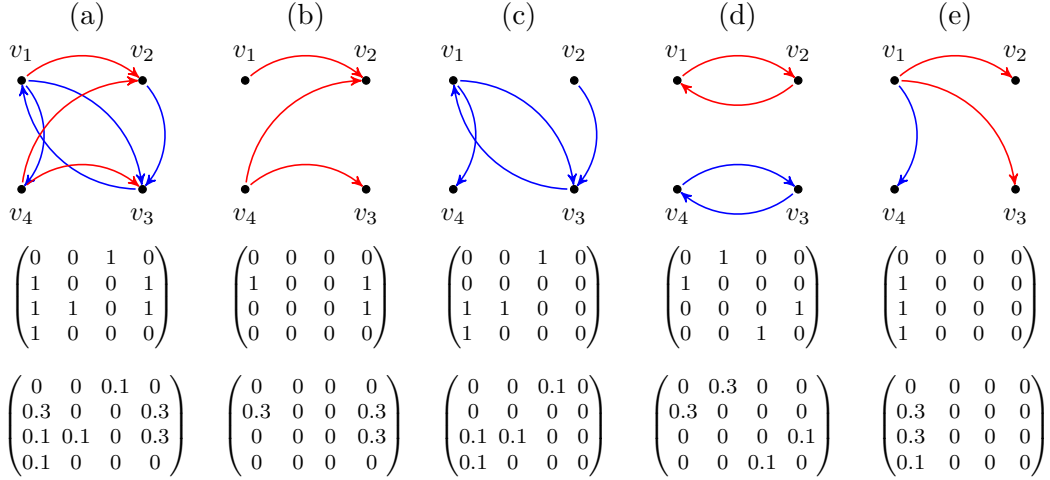 (a) (b) (c) (d) (e)
v1 v2 v1 v2 v1 v2 v1 v2 v1 v2
v4 v3 v4 v3 v4 v3 v4 v3 v4 v3
0 0 1 0 0 0 0 0 0 0 1 0 0 1 0 0 0 0 0 0
1 0 0 1 1 0 0 1 0 0 0 0 1 0 0 0 1 0 0 0
1 1 0 1 0 0 0 1 1 1 0 0 0 0 0 1 1 0 0 0
1 0 0 0 0 0 0 0 1 0 0 0 0 0 1 0 1 0 0 0
0 0 0.1 0 0 0 0 0 0 0 0.1 0 0 0.3 0 0 0 0 0 0
0.3 0 0 0.3 0.3 0 0 0.3 0 0 0 0 0.3 0 0 0 0.3 0 0 0
0.1 0.1 0 0.3 0 0 0 0.3 0.1 0.1 0 0 0 0 0 0.1 0.3 0 0 0
0.1 0 0 0 0 0 0 0 0.1 0 0 0 0 0 0.1 0 0.1 0 0 0